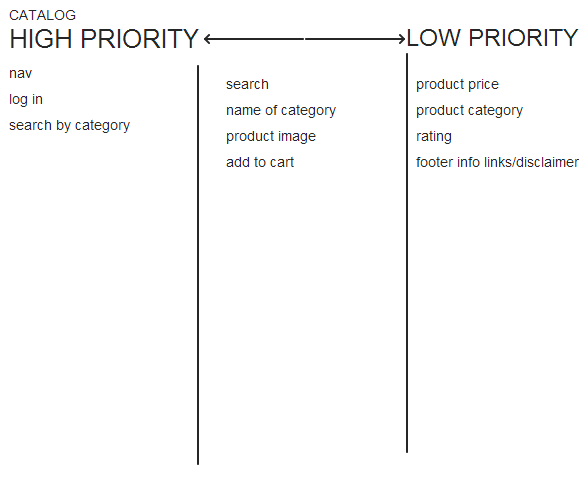 CATALOG
HIGH PRIORITY
LOW PRIORITY
nav
log in
search by category
search
name of category
product image
add to cart
product price
product category
rating
footer info links/disclaimer